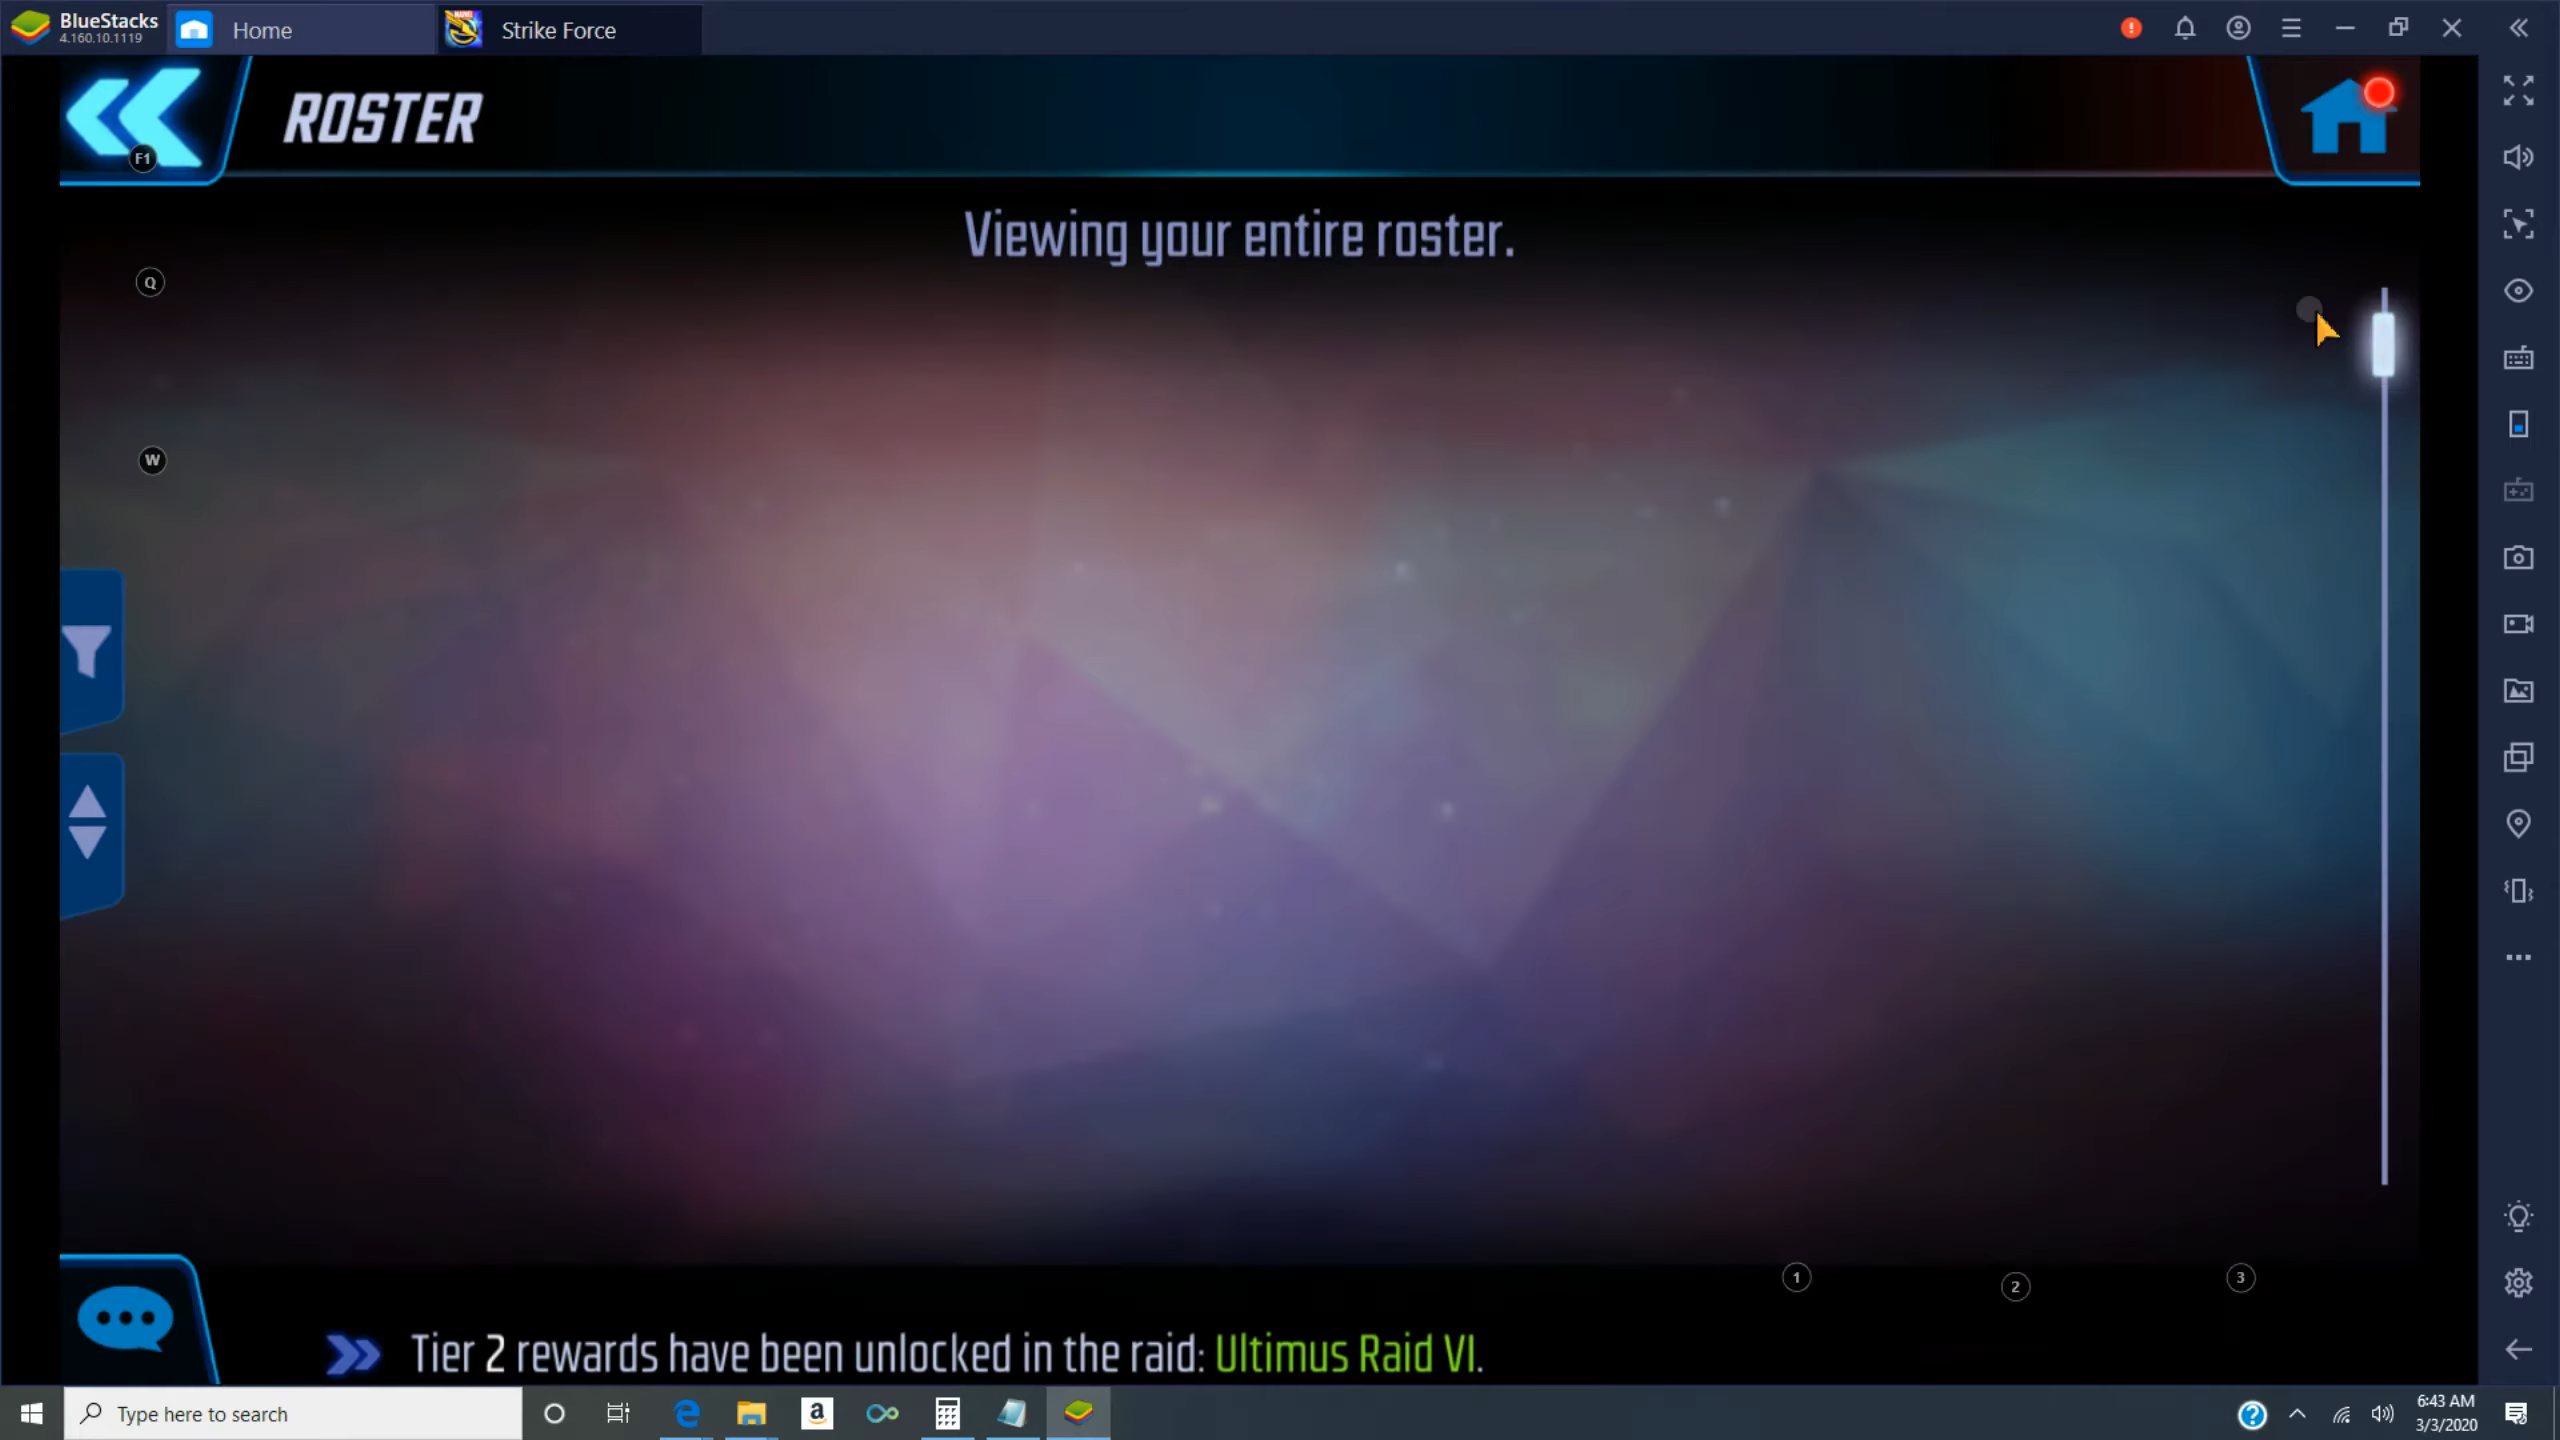 BlueStacks
4.160.10.1119
Home
Strike Force
ROSTER
F1
Viewing your entire roster.
Q
W
1
2
3
Tier 2 rewards have been unlocked in the raid: Ultimus Raid VI.
Type here to search
6:43 AM
3/3/2020